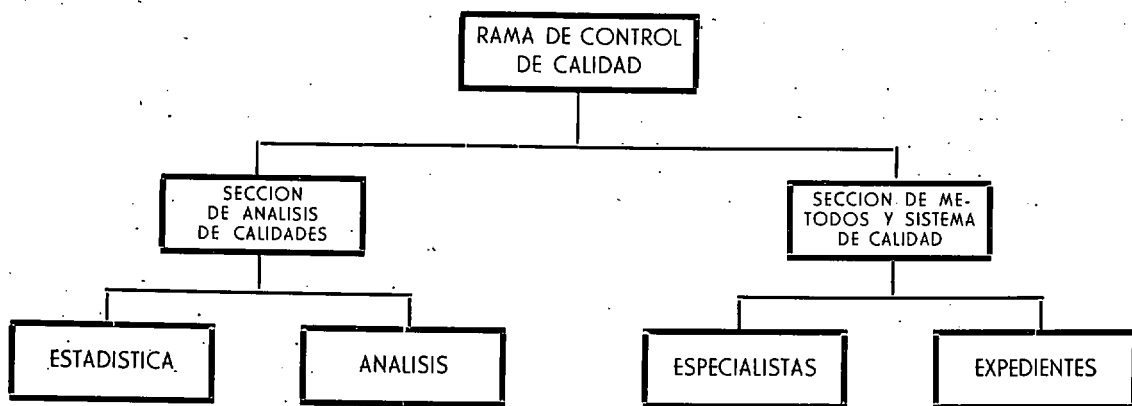 RAMA DE CONTROL
DE CALIDAD
SECCION
DE ANALISIS
DE CALIDADES
SECCION DE ME-
TODOS Y SISTEMA
DE CALIDAD
ESTADISTICA
ANALISIS
ESPECIALISTAS
EXPEDIENTES